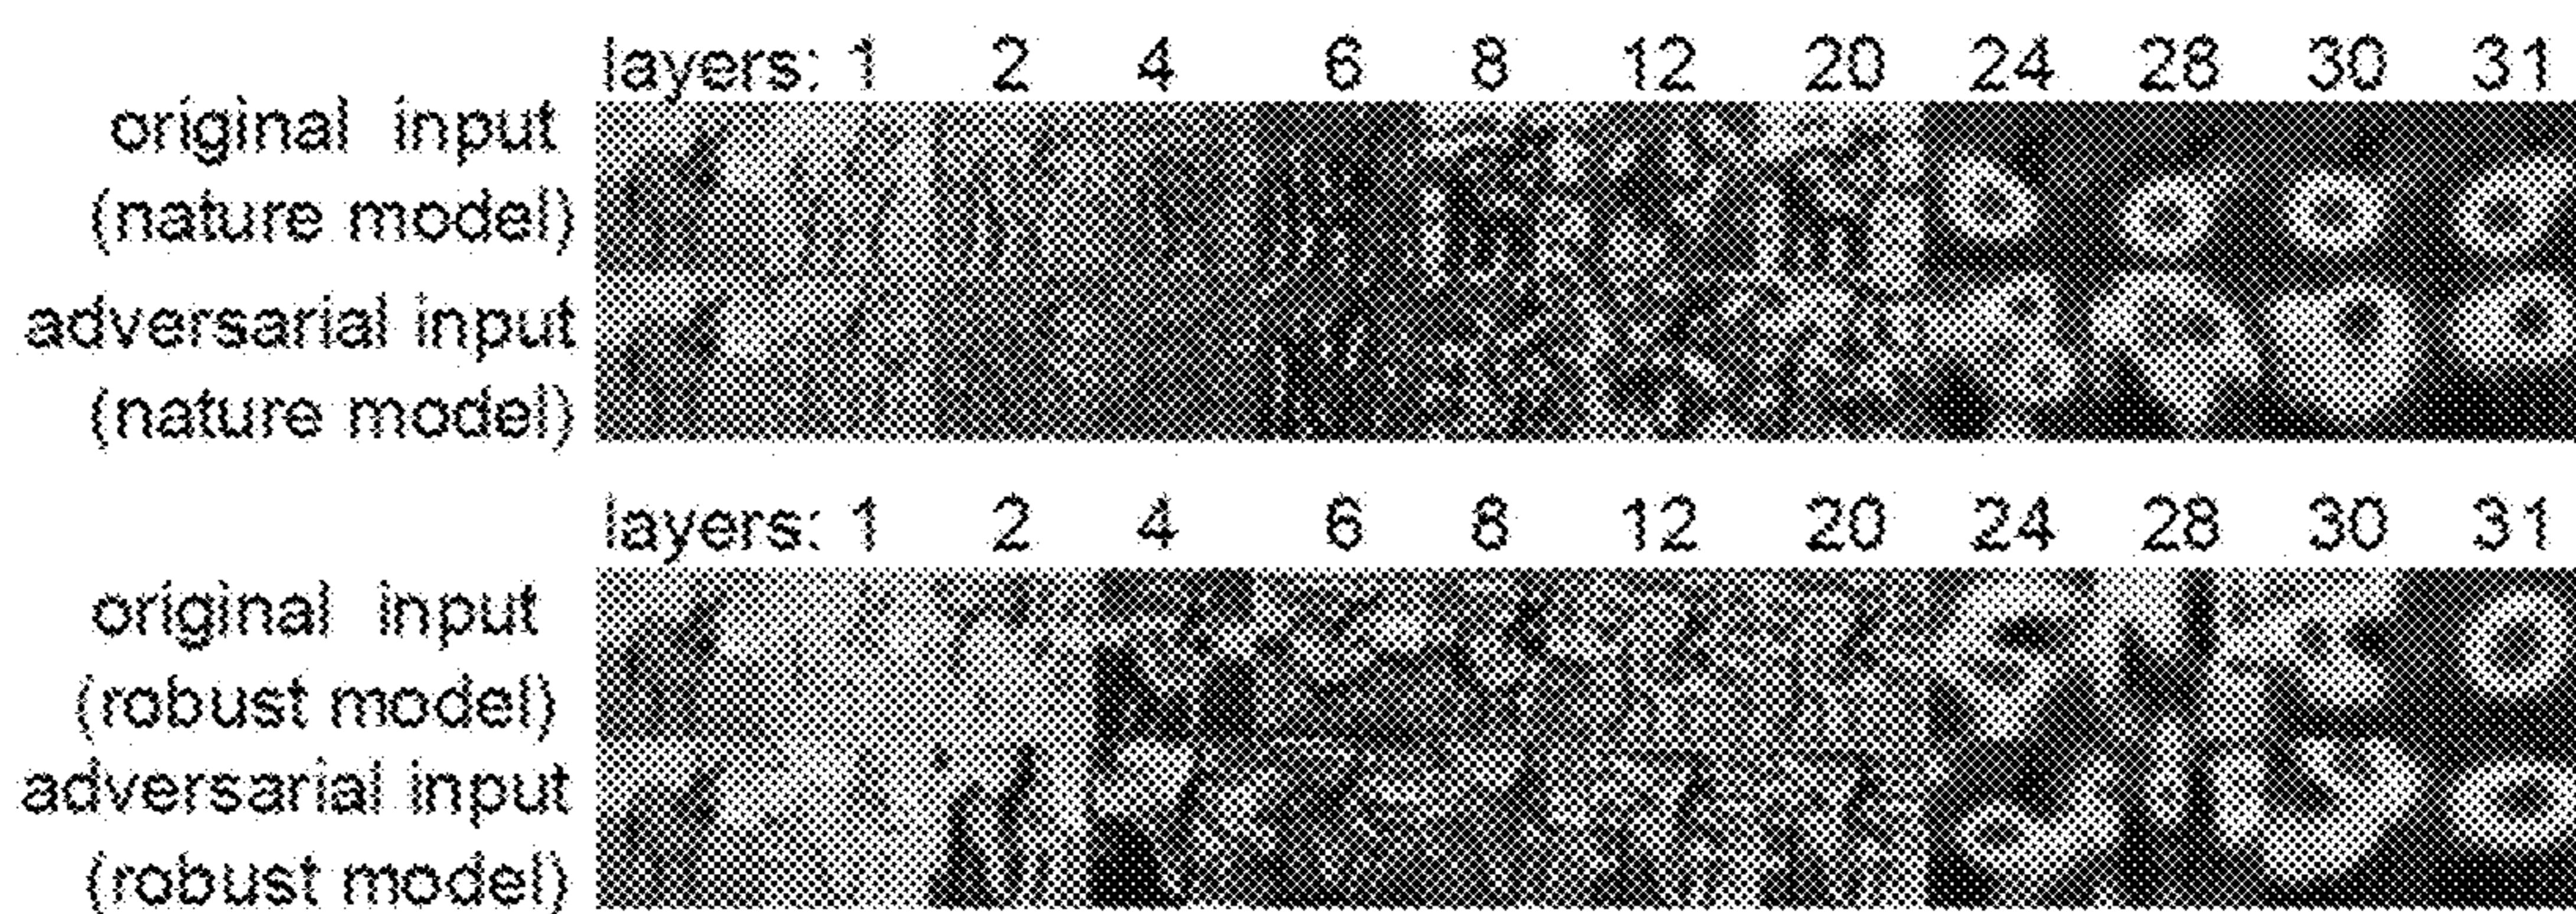 layers: 1 2 4 6 8 12 20 24 28 30 31
original input
(nature model)
adversarial input
(nature model)
layers: 1 2 4 6 8 12 20 24 28 30 31
original input
(robust model)
adversarial input
(robust model)